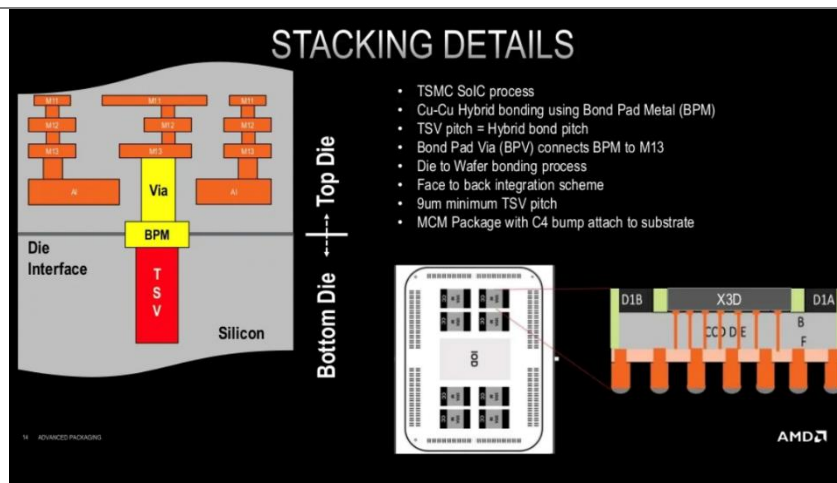 STACKING DETAILS
M11 M11 M11
M12 M12 M12
M13 M13 M13
Al Al
Via
BPM
Die
Interface
T
S
V
Silicon
Top Die
Bottom Die
• TSMC SoIC process
• Cu-Cu Hybrid bonding using Bond Pad Metal (BPM)
• TSV pitch = Hybrid bond pitch
• Bond Pad Via (BPV) connects BPM to M13
• Die to Wafer bonding process
• Face to back integration scheme
• 9um minimum TSV pitch
• MCM Package with C4 bump attach to substrate
IOD
D1B X3D D1A
CCD DIE
B
F
14 ADVANCED PACKAGING
AMD